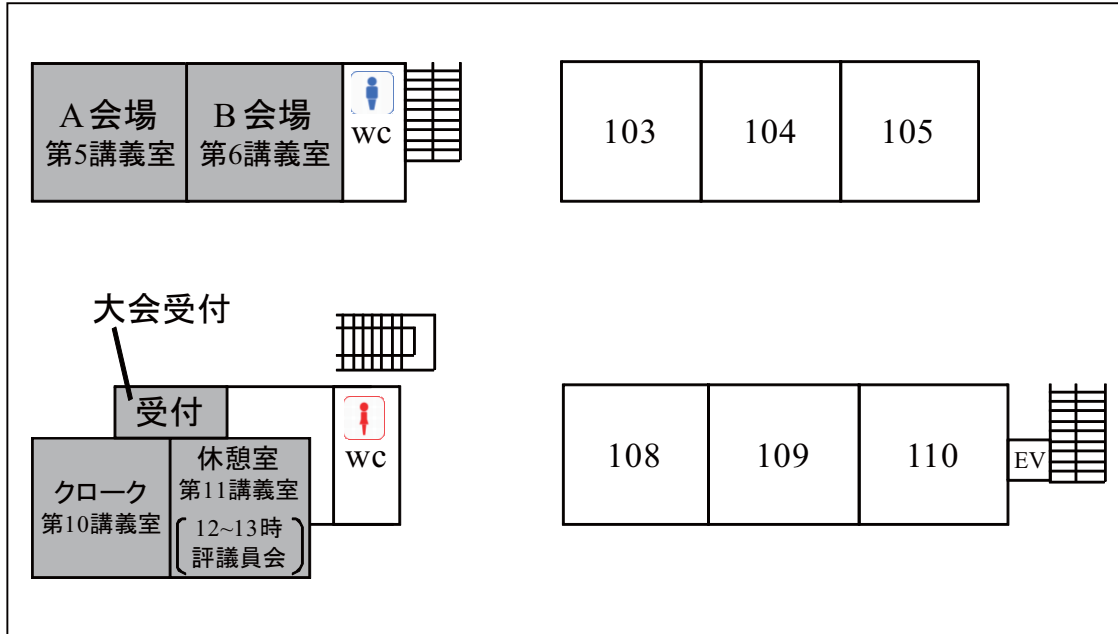 A会場
第5講義室
B会場
第6講義室
wc
103
104
105
大会受付
受付
クローク
第10講義室
休憩室
第11講義室
12~13時
評議員会
wc
108
109
110
EV